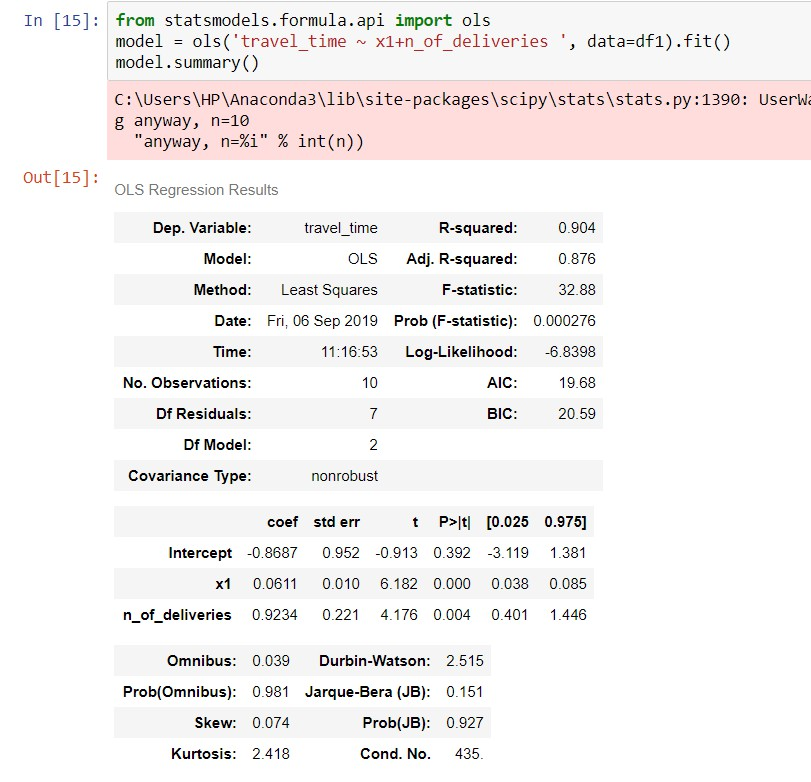 In [15]: from statsmodels.formula.api import ols
model = ols('travel_time ~ x1+n_of_deliveries ', data=df1).fit()
model.summary()
C:\Users\HP\Anaconda3\lib\site-packages\scipy\stats\stats.py:1390: UserWa
g anyway, n=10
"anyway, n=%i" % int(n))
Out[15]:
OLS Regression Results
Dep. Variable: travel_time R-squared: 0.904
Model: OLS Adj. R-squared: 0.876
Method: Least Squares F-statistic: 32.88
Date: Fri, 06 Sep 2019 Prob (F-statistic): 0.000276
Time: 11:16:53 Log-Likelihood: -6.8398
No. Observations: 10 AIC: 19.68
Df Residuals: 7 BIC: 20.59
Df Model: 2
Covariance Type: nonrobust
coef std err t P>|t| [0.025 0.975]
Intercept -0.8687 0.952 -0.913 0.392 -3.119 1.381
x1 0.0611 0.010 6.182 0.000 0.038 0.085
n_of_deliveries 0.9234 0.221 4.176 0.004 0.401 1.446
Omnibus: 0.039 Durbin-Watson: 2.515
Prob(Omnibus): 0.981 Jarque-Bera (JB): 0.151
Skew: 0.074 Prob(JB): 0.927
Kurtosis: 2.418 Cond. No. 435.